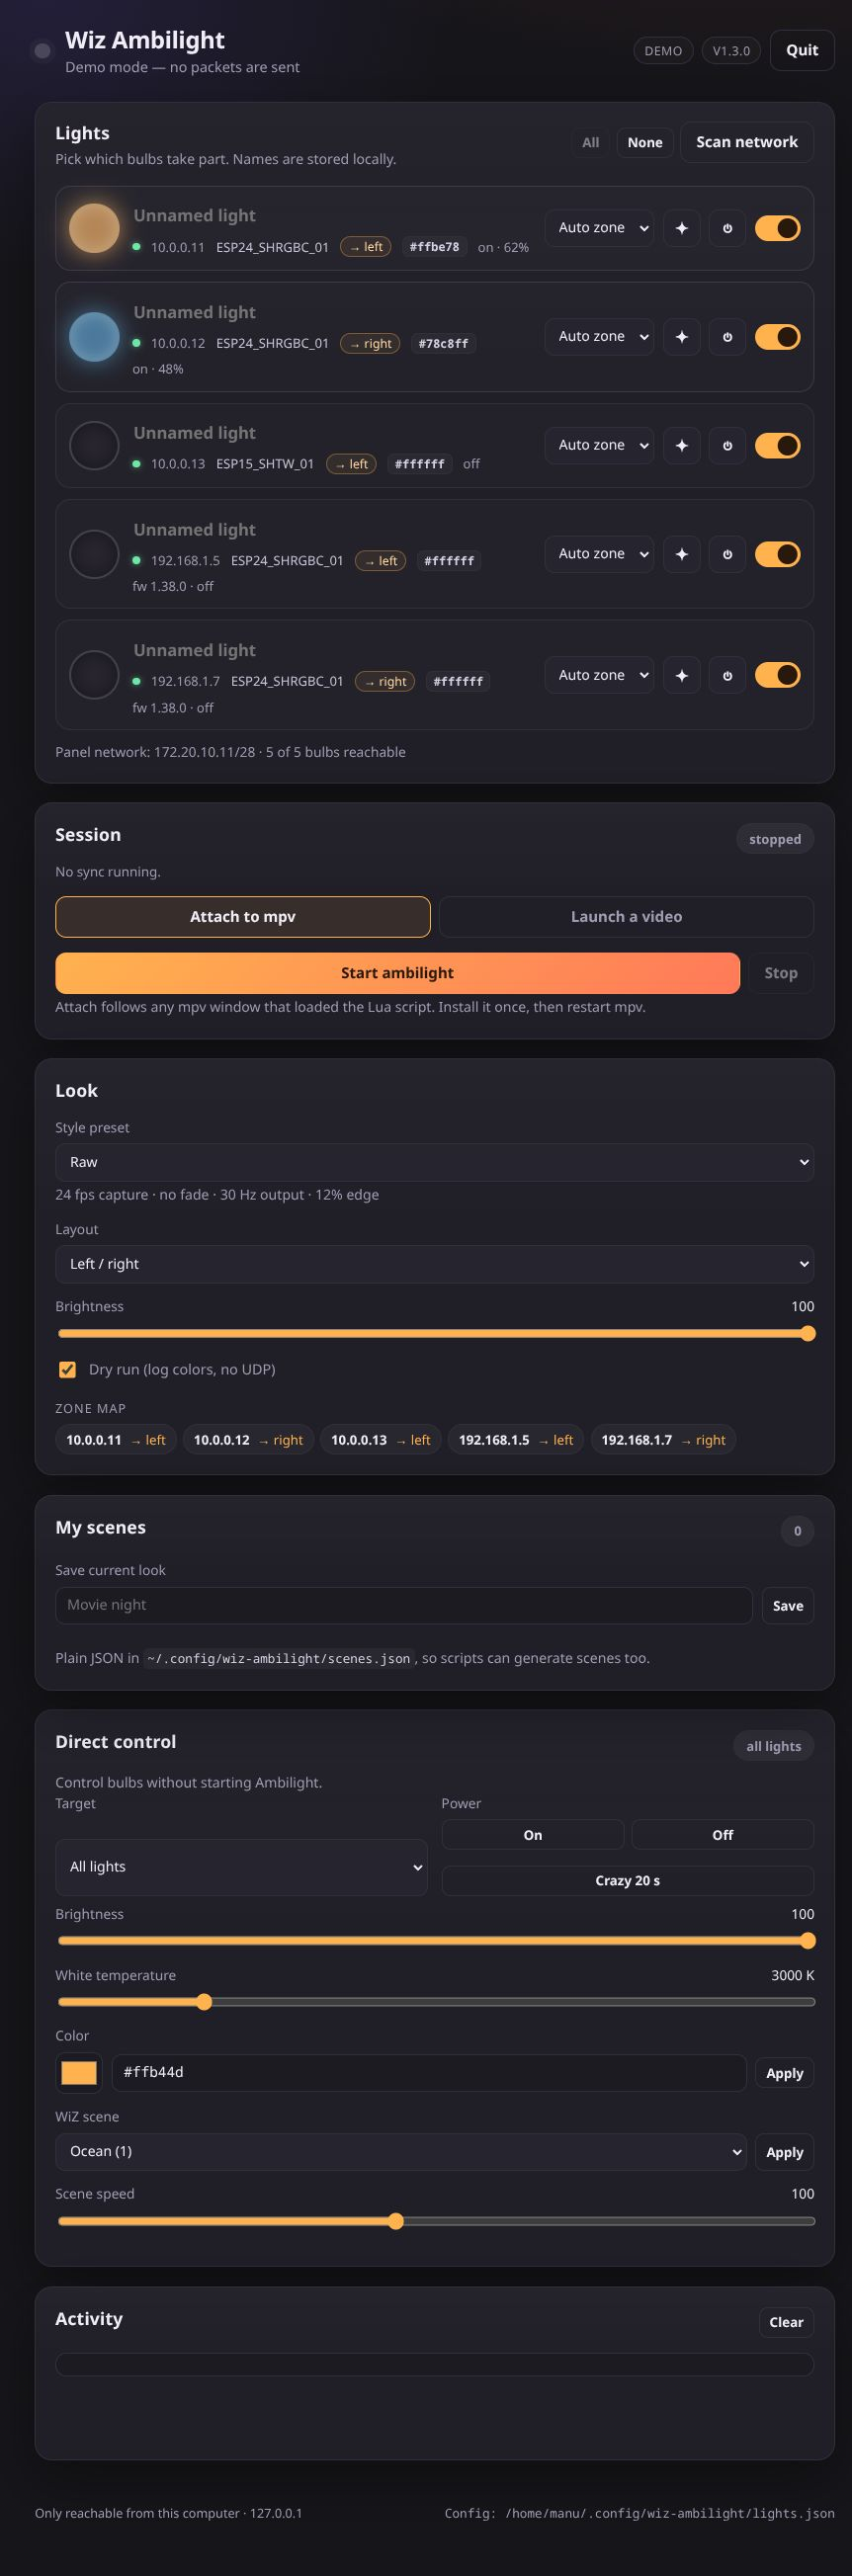 Wiz Ambilight
Demo mode — no packets are sent
DEMO V1.3.0 Quit
Lights
Pick which bulbs take part. Names are stored locally.
All None Scan network
Unnamed light
10.0.0.11 ESP24_SHRGBC_01 → left #ffbe78 on · 62%
Auto zone
Unnamed light
10.0.0.12 ESP24_SHRGBC_01 → right #78c8ff
on · 48%
Auto zone
Unnamed light
10.0.0.13 ESP15_SHTW_01 → left #ffffff off
Auto zone
Unnamed light
192.168.1.5 ESP24_SHRGBC_01 → left #ffffff
fw 1.38.0 · off
Auto zone
Unnamed light
192.168.1.7 ESP24_SHRGBC_01 → right #ffffff
fw 1.38.0 · off
Auto zone
Panel network: 172.20.10.11/28 · 5 of 5 bulbs reachable
Session
stopped
No sync running.
Attach to mpv Launch a video
Start ambilight Stop
Attach follows any mpv window that loaded the Lua script. Install it once, then restart mpv.
Look
Style preset
Raw
24 fps capture · no fade · 30 Hz output · 12% edge
Layout
Left / right
Brightness 100
Dry run (log colors, no UDP)
ZONE MAP
10.0.0.11 → left 10.0.0.12 → right 10.0.0.13 → left 192.168.1.5 → left 192.168.1.7 → right
My scenes
0
Save current look
Movie night Save
Plain JSON in ~/.config/wiz-ambilight/scenes.json, so scripts can generate scenes too.
Direct control
all lights
Control bulbs without starting Ambilight.
Target
All lights
Power
On Off
Crazy 20 s
Brightness 100
White temperature 3000 K
Color
#ffb44d Apply
WiZ scene
Ocean (1) Apply
Scene speed 100
Activity
Clear
Only reachable from this computer · 127.0.0.1
Config: /home/manu/.config/wiz-ambilight/lights.json